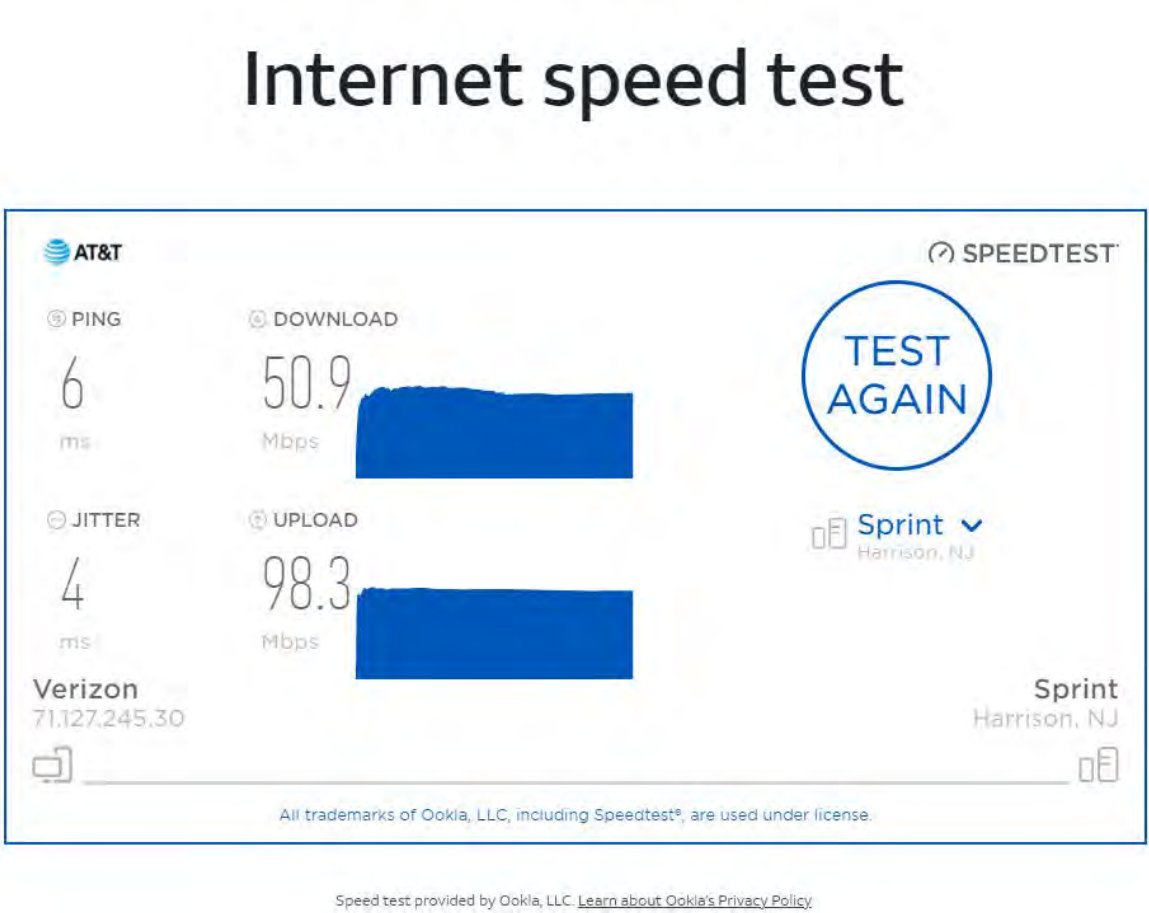 Internet speed test
AT&T
SPEEDTEST
PING
6
ms
DOWNLOAD
50.9
Mbps
TEST
AGAIN
JITTER
4
ms
UPLOAD
98.3
Mbps
Sprint
Harrison, NJ
Verizon
71.127.245.30
Sprint
Harrison, NJ
All trademarks of Ookla, LLC, including Speedtest®, are used under license.
Speed test provided by Ookla, LLC. Learn about Ookla's Privacy Policy